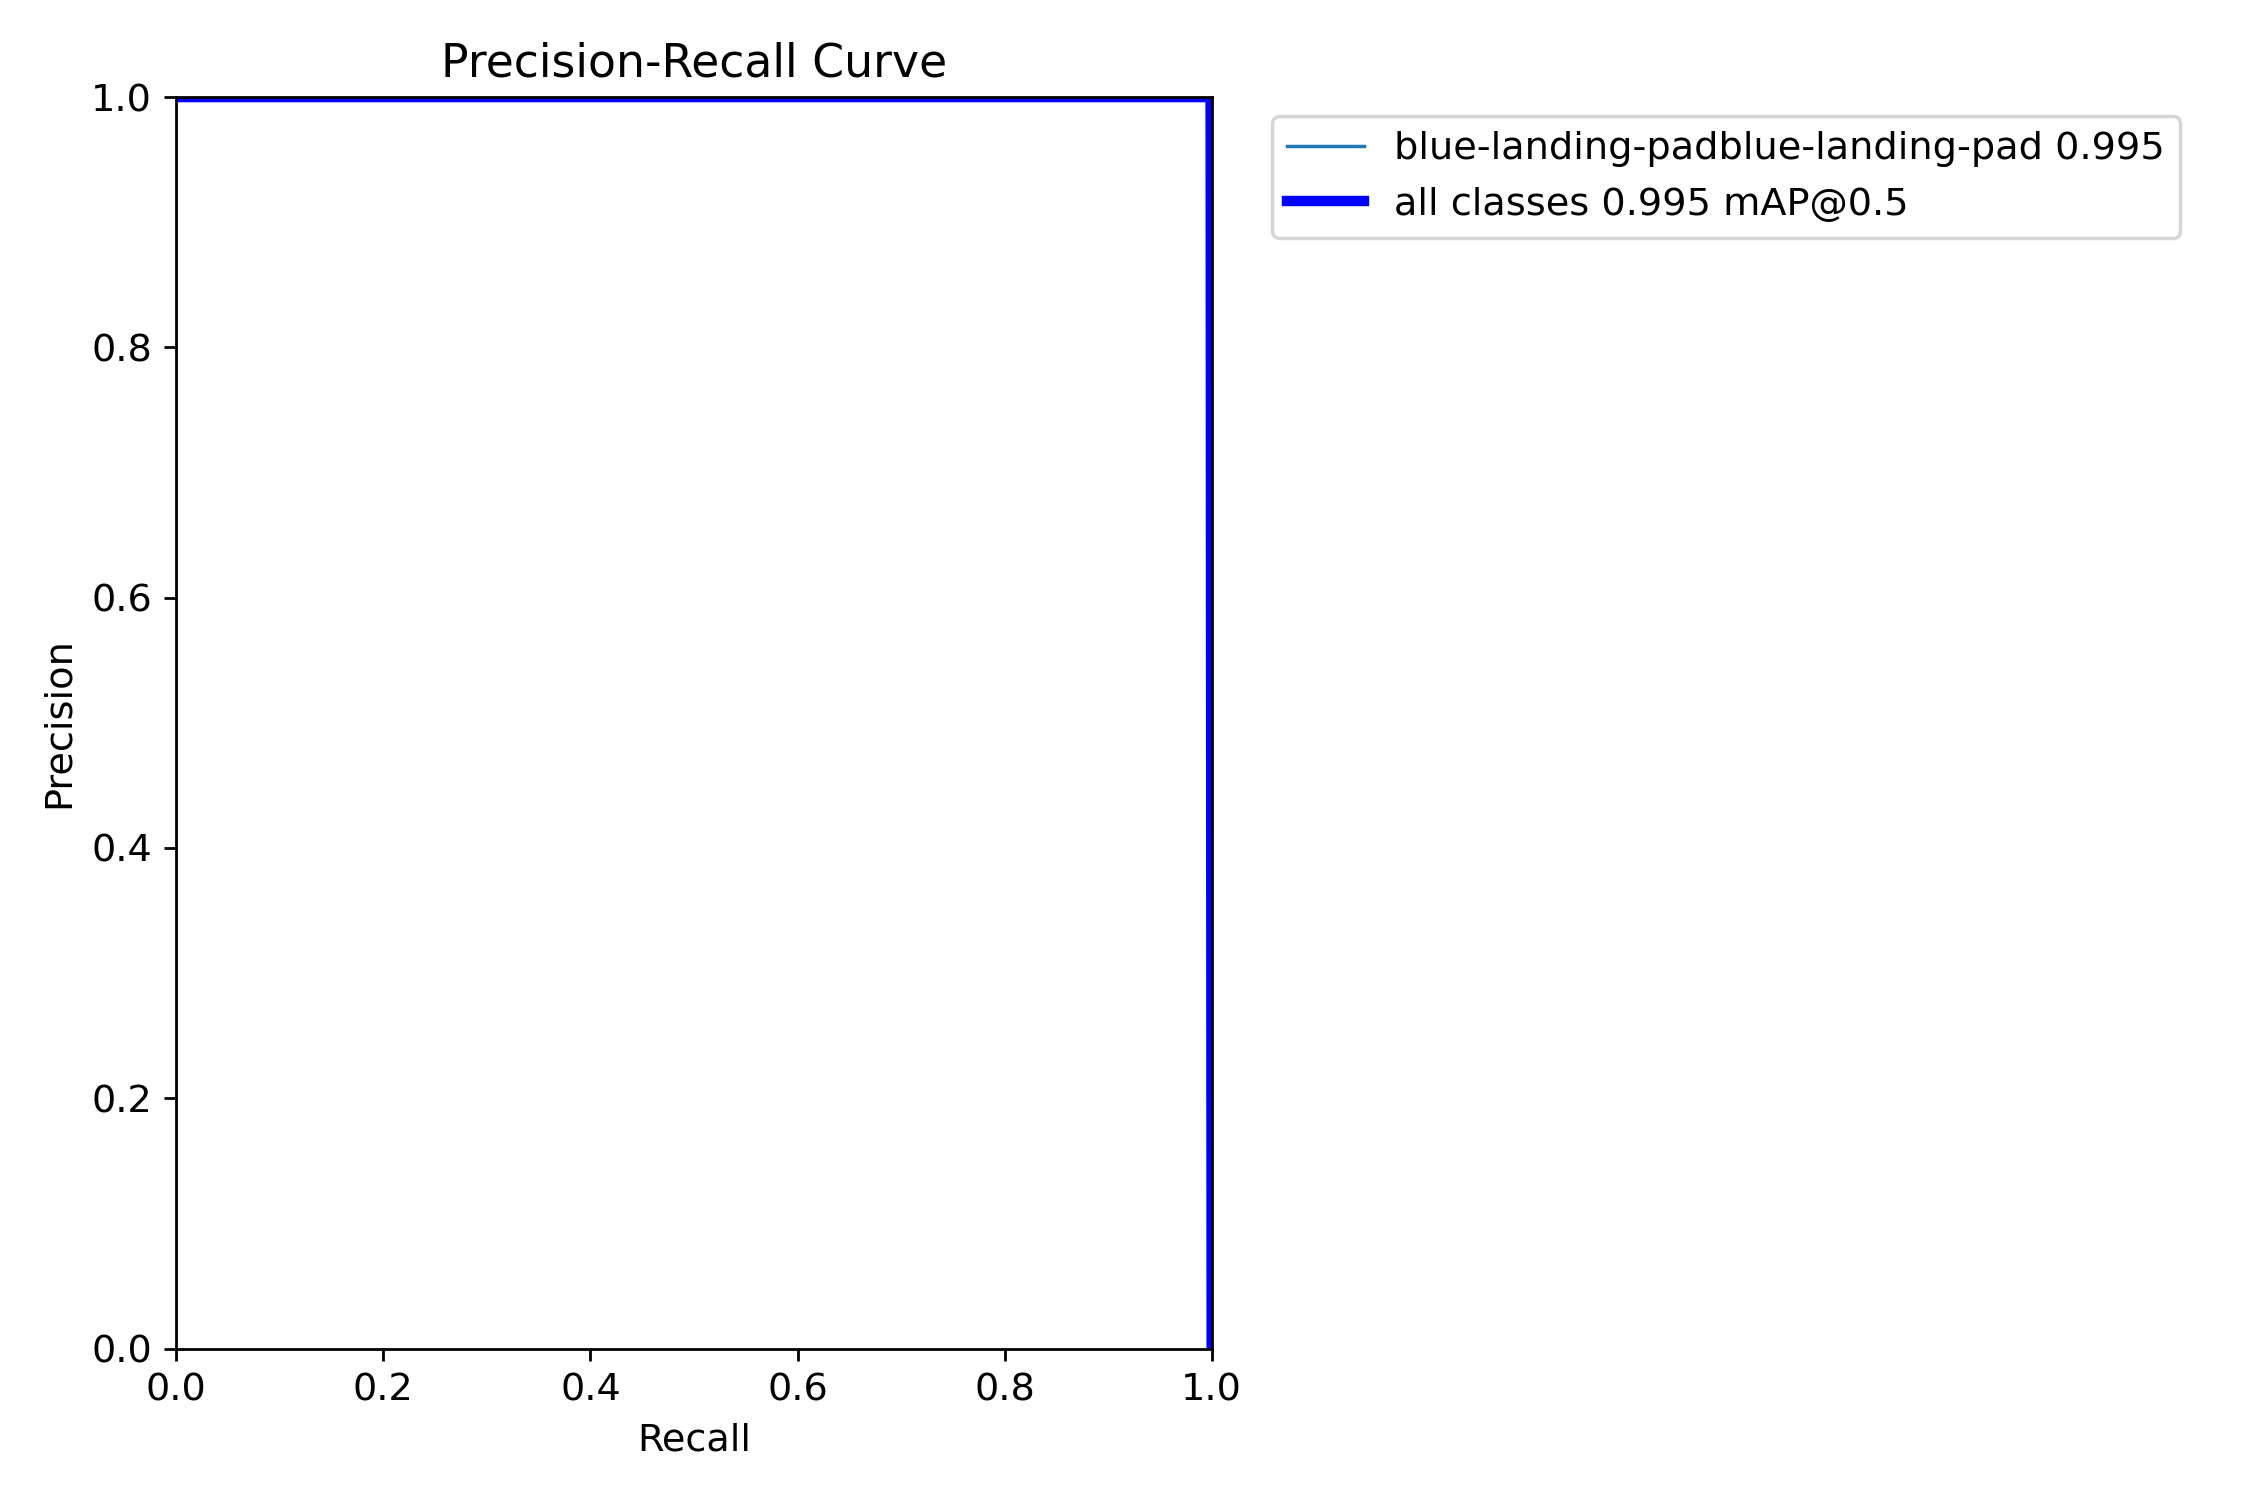 Precision-Recall Curve
1.0
0.8
0.6
0.4
0.2
0.0
Precision
0.0 0.2 0.4 0.6 0.8 1.0
Recall
blue-landing-padblue-landing-pad 0.995
all classes 0.995 mAP@0.5